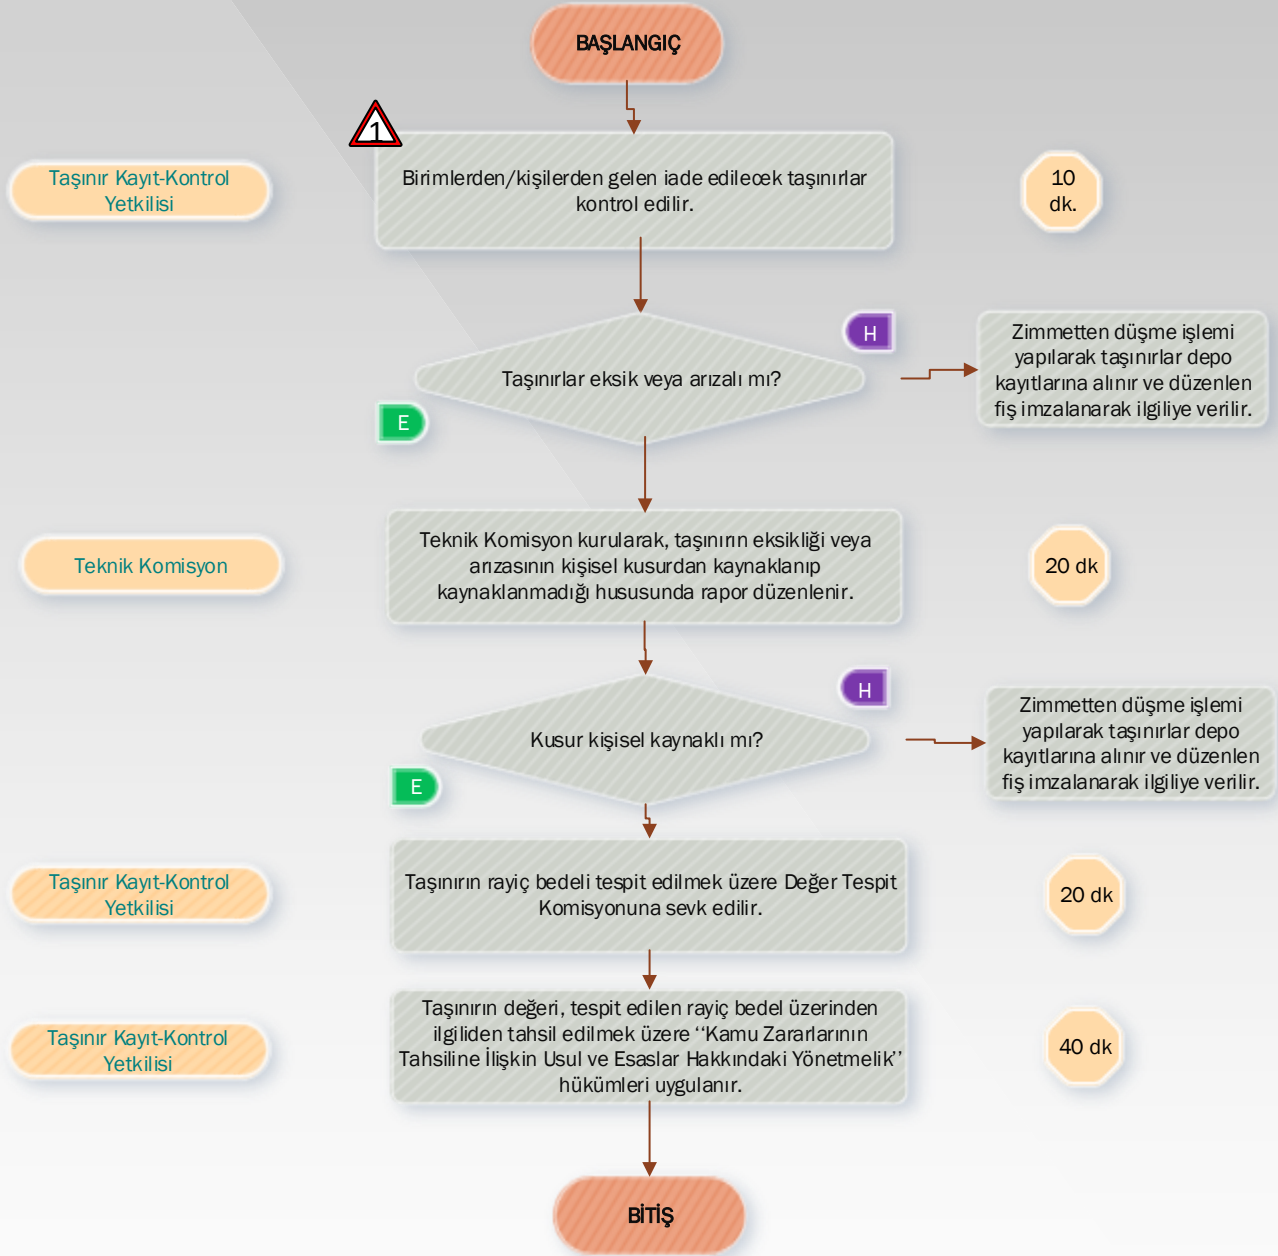 BAŞLANGIÇ
1
Taşınır Kayıt-Kontrol
Yetkilisi
Birimlerden/kişilerden gelen iade edilecek taşınırlar
kontrol edilir.
10
dk.
Taşınırlar eksik veya arızalı mı?
H
E
Zimmetten düşme işlemi
yapılarak taşınırlar depo
kayıtlarına alınır ve düzenlen
fiş imzalanarak ilgiliye verilir.
Teknik Komisyon
Teknik Komisyon kurularak, taşınırın eksikliği veya
arızasının kişisel kusurdan kaynaklanıp
kaynaklanmadığı hususunda rapor düzenlenir.
20 dk
Kusur kişisel kaynaklı mı?
H
E
Zimmetten düşme işlemi
yapılarak taşınırlar depo
kayıtlarına alınır ve düzenlen
fiş imzalanarak ilgiliye verilir.
Taşınır Kayıt-Kontrol
Yetkilisi
Taşınırın rayiç bedeli tespit edilmek üzere Değer Tespit
Komisyonuna sevk edilir.
20 dk
Taşınır Kayıt-Kontrol
Yetkilisi
Taşınırın değeri, tespit edilen rayiç bedel üzerinden
ilgiliden tahsil edilmek üzere ‘‘Kamu Zararlarının
Tahsiline İlişkin Usul ve Esaslar Hakkındaki Yönetmelik’’
hükümleri uygulanır.
40 dk
BİTİŞ